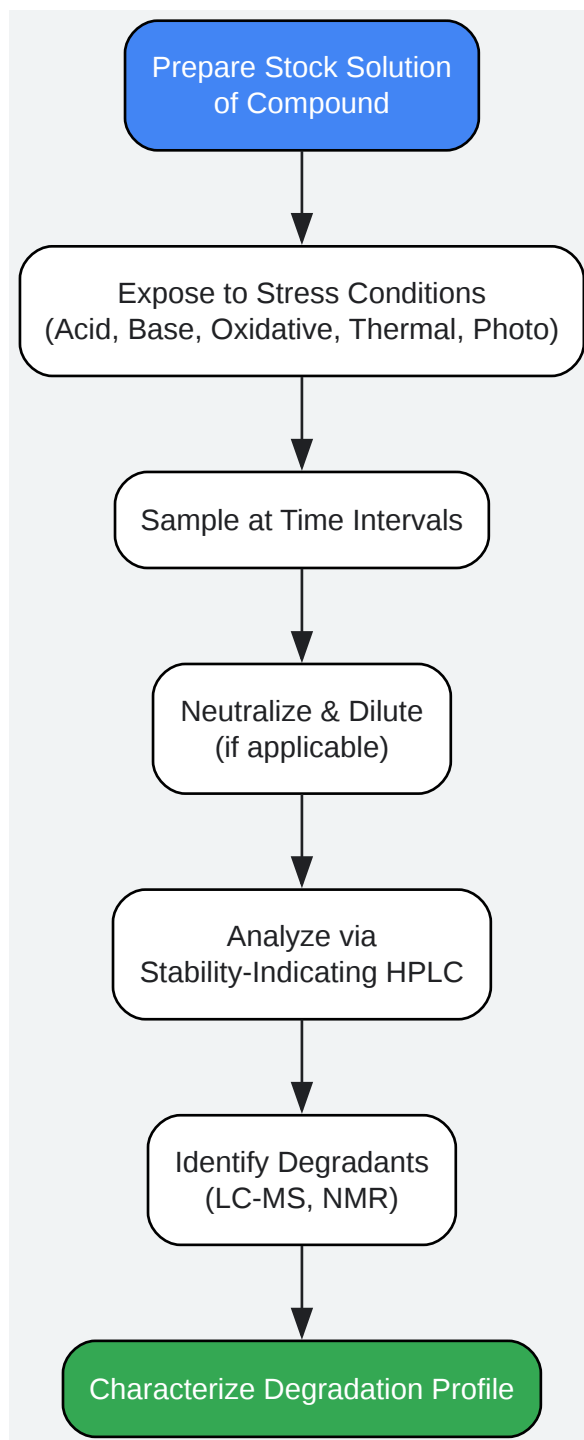 Prepare Stock Solution
of Compound
Expose to Stress Conditions
(Acid, Base, Oxidative, Thermal, Photo)
Sample at Time Intervals
Neutralize & Dilute
(if applicable)
Analyze via
Stability-Indicating HPLC
Identify Degradants
(LC-MS, NMR)
Characterize Degradation Profile